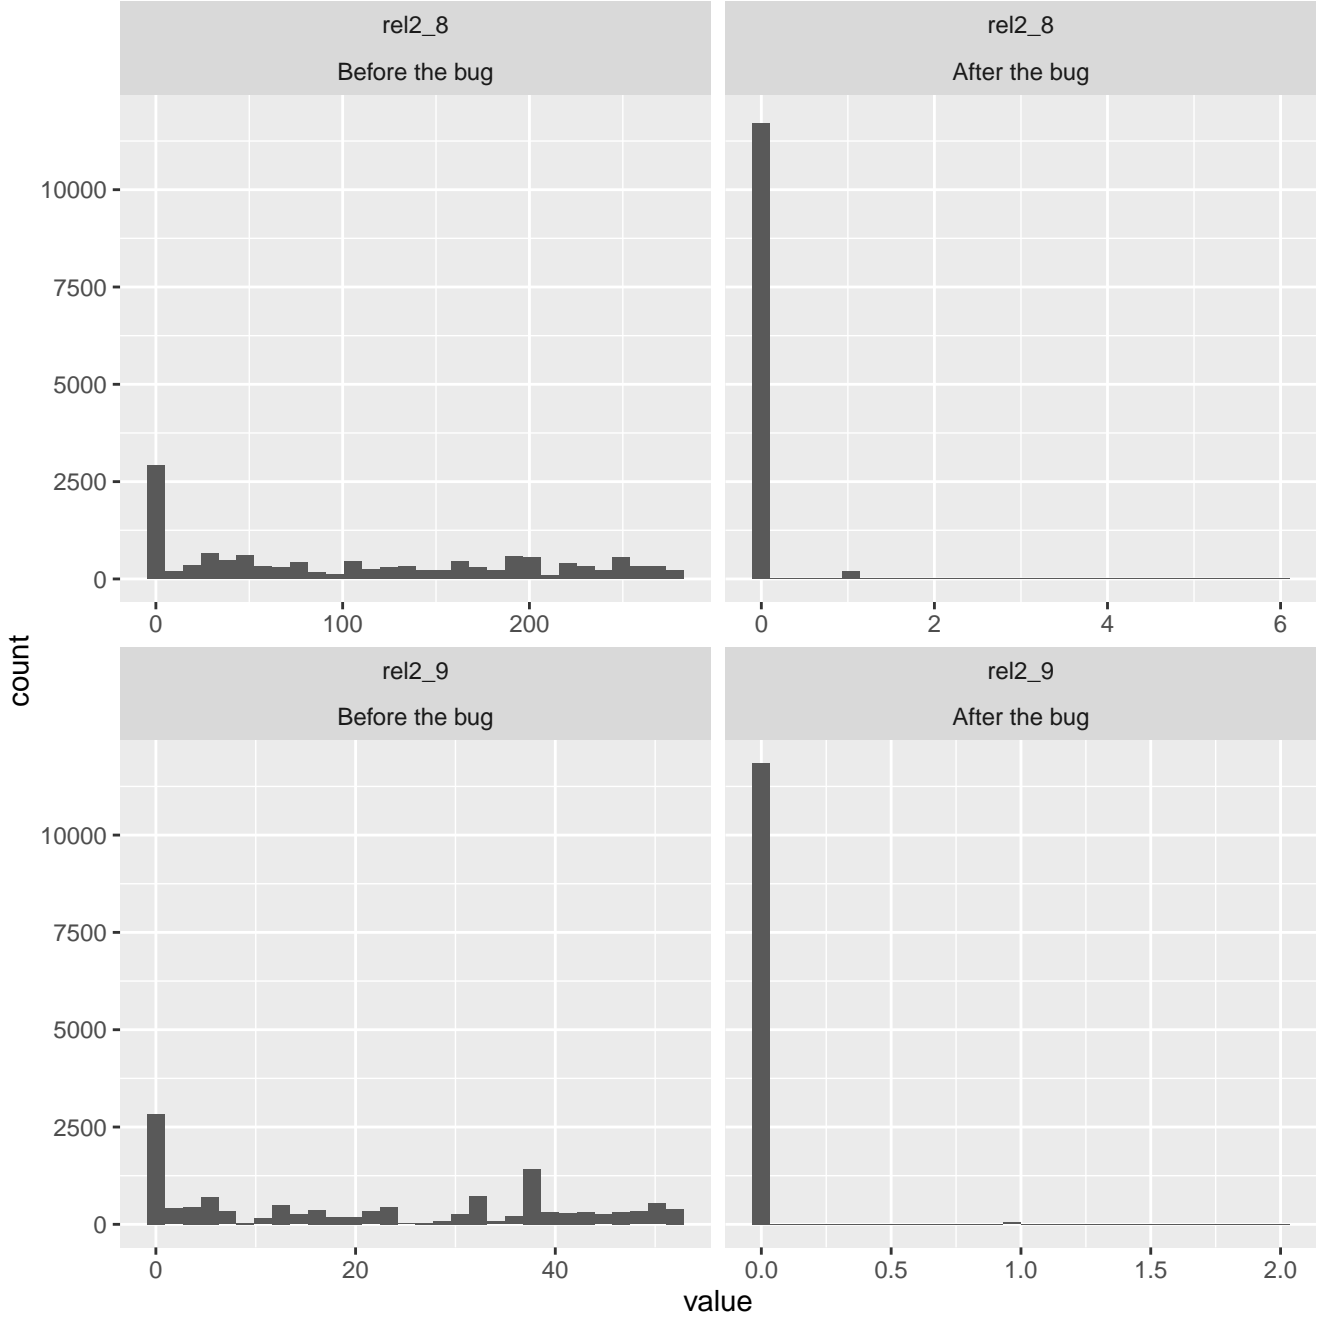 rel2_8
Before the bug
rel2_8
After the bug
10000
7500
5000
2500
0
0 100 200
0 2 4 6
rel2_9
Before the bug
rel2_9
After the bug
10000
7500
5000
2500
0
0 20 40
0.0 0.5 1.0 1.5 2.0
count
value